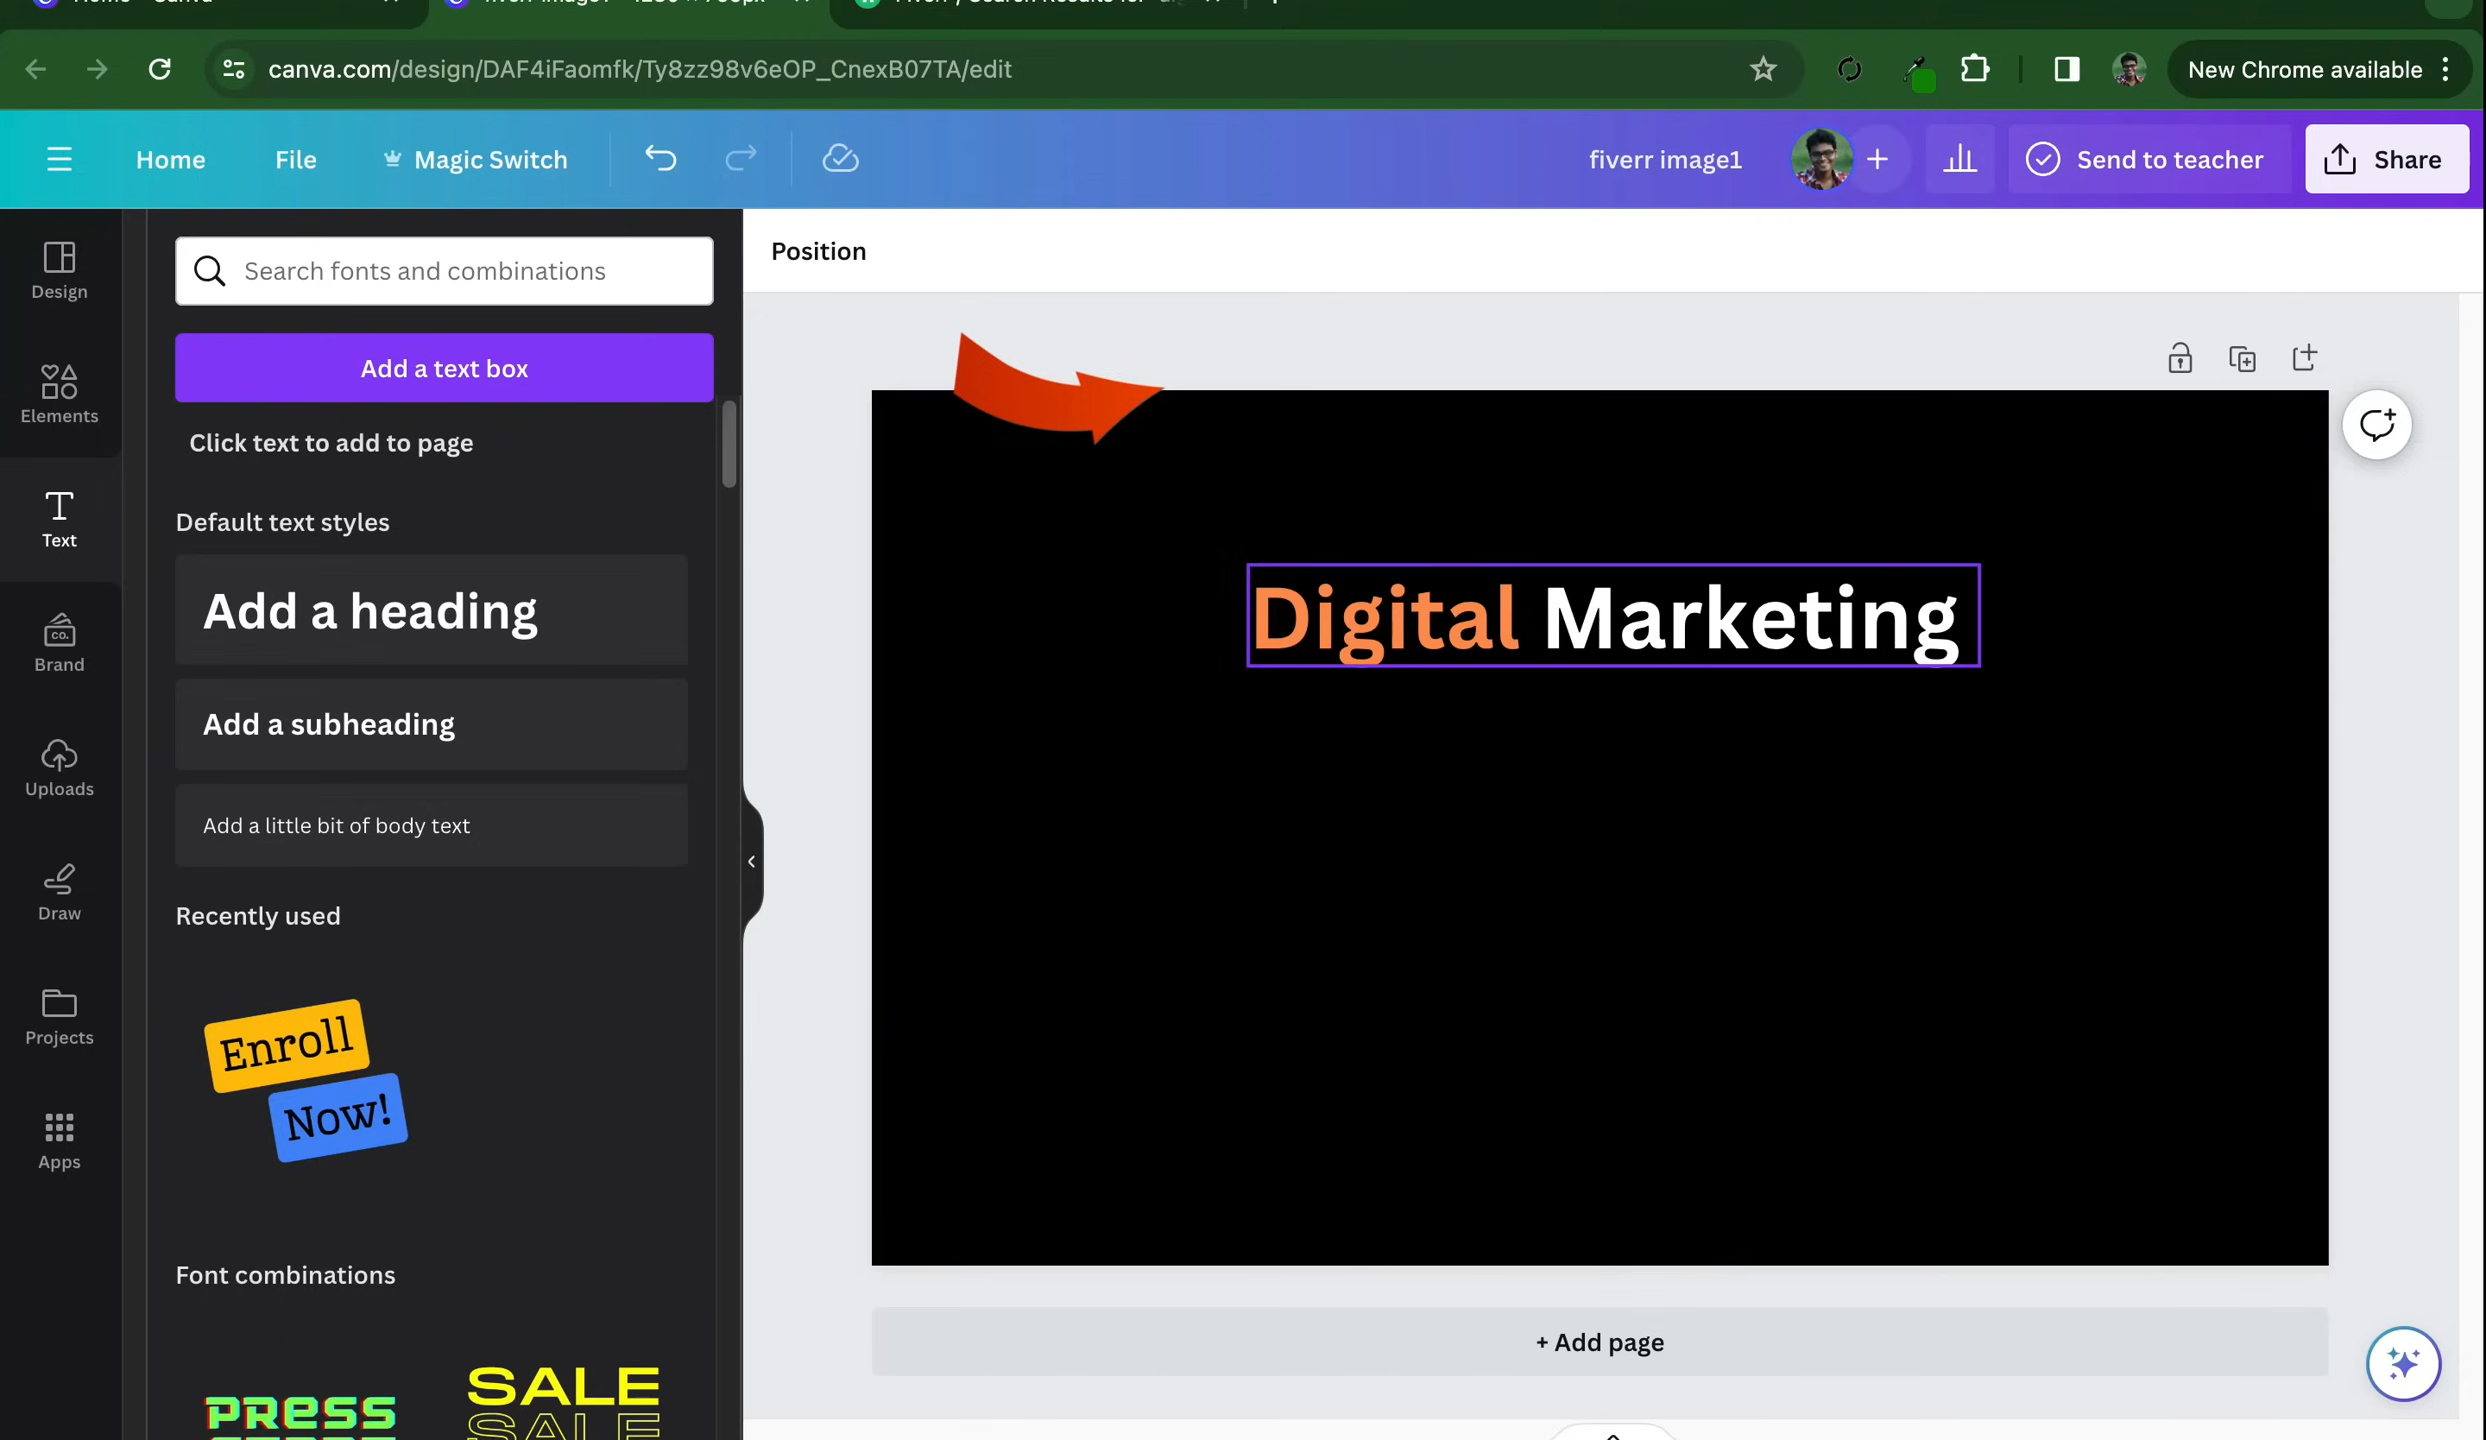 canva.com/design/DAF4iFaomfk/Ty8zz98v6eOP_CnexB07TA/edit
New Chrome available
Home
File
Magic Switch
fiverr image1
Send to teacher
Share
Design
Elements
Text
Brand
co.
Uploads
Draw
Projects
Apps
Search fonts and combinations
Add a text box
Click text to add to page
Default text styles
Add a heading
Add a subheading
Add a little bit of body text
Recently used
Enroll
Now!
Font combinations
PRESS
SALE
SALE
Position
Digital Marketing
+ Add page